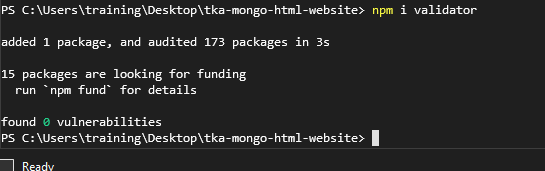 PS C:\Users\training\Desktop\tka-mongo-html-website> npm i validator
added 1 package, and audited 173 packages in 3s
15 packages are looking for funding
  run `npm fund` for details
found 0 vulnerabilities
PS C:\Users\training\Desktop\tka-mongo-html-website>
Ready